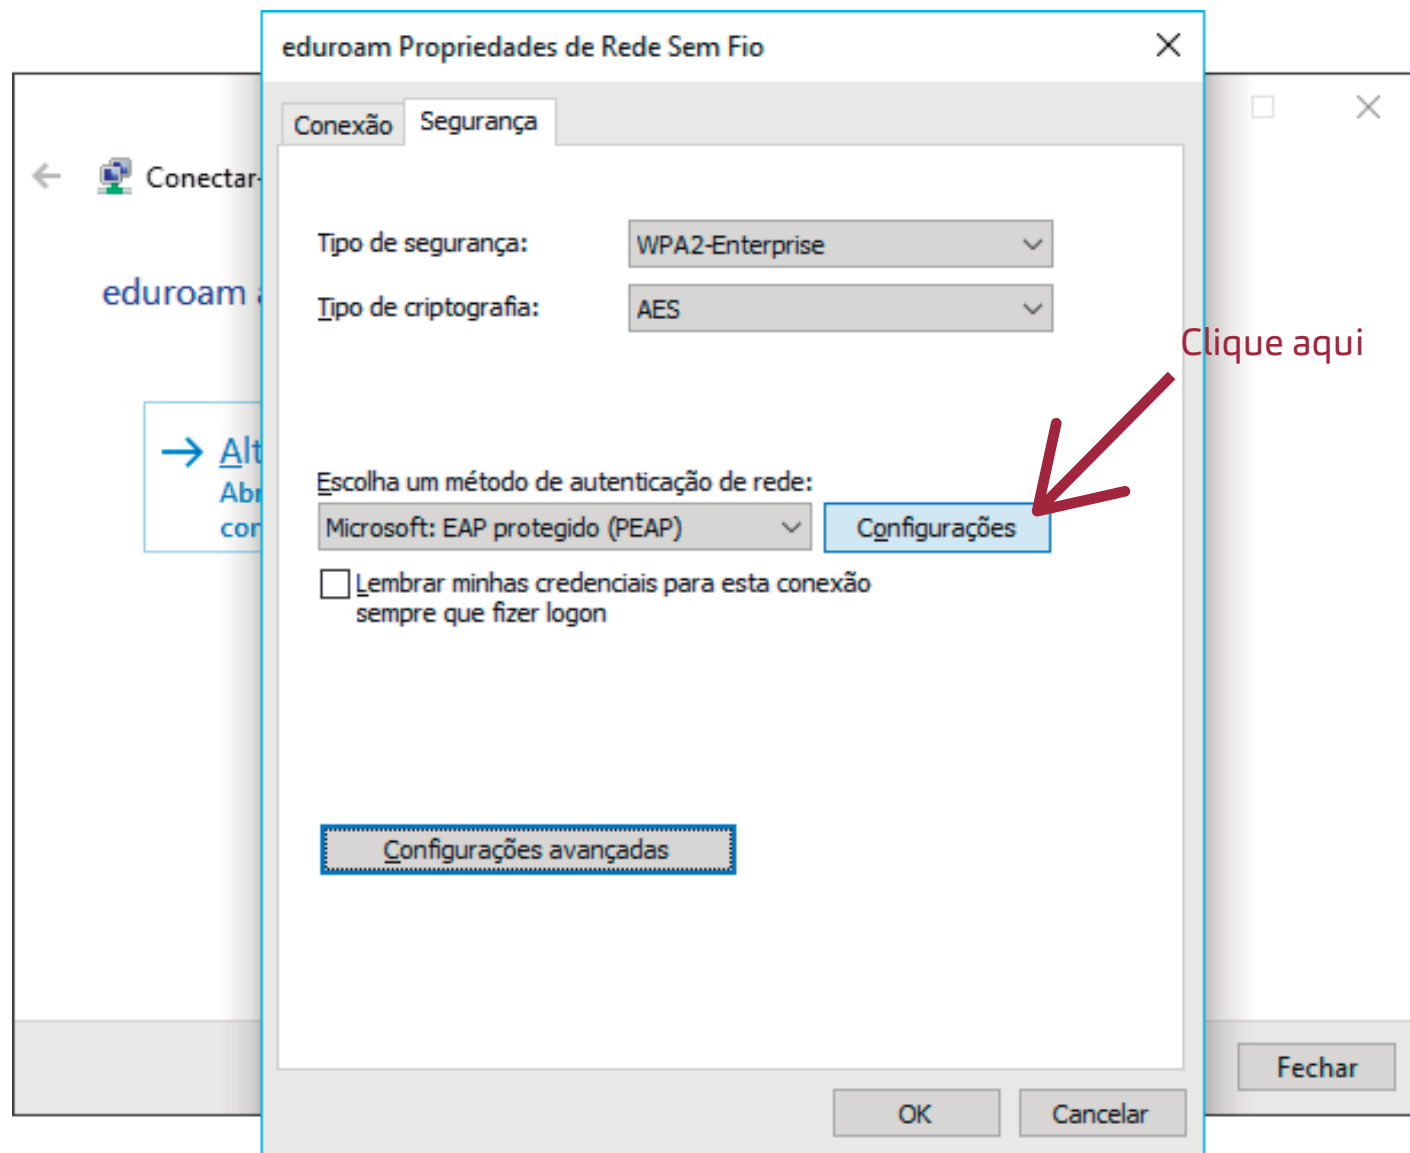 eduroam Propriedades de Rede Sem Fio
Conexão
Segurança
Conectar-
Tipo de segurança:
WPA2-Enterprise
eduroam
Tipo de criptografia:
AES
Clique aqui
Alt
Abr
cor
Escolha um método de autenticação de rede:
Microsoft: EAP protegido (PEAP)
Configurações
Lembrar minhas credenciais para esta conexão
sempre que fizer logon
Configurações avançadas
Fechar
OK
Cancelar